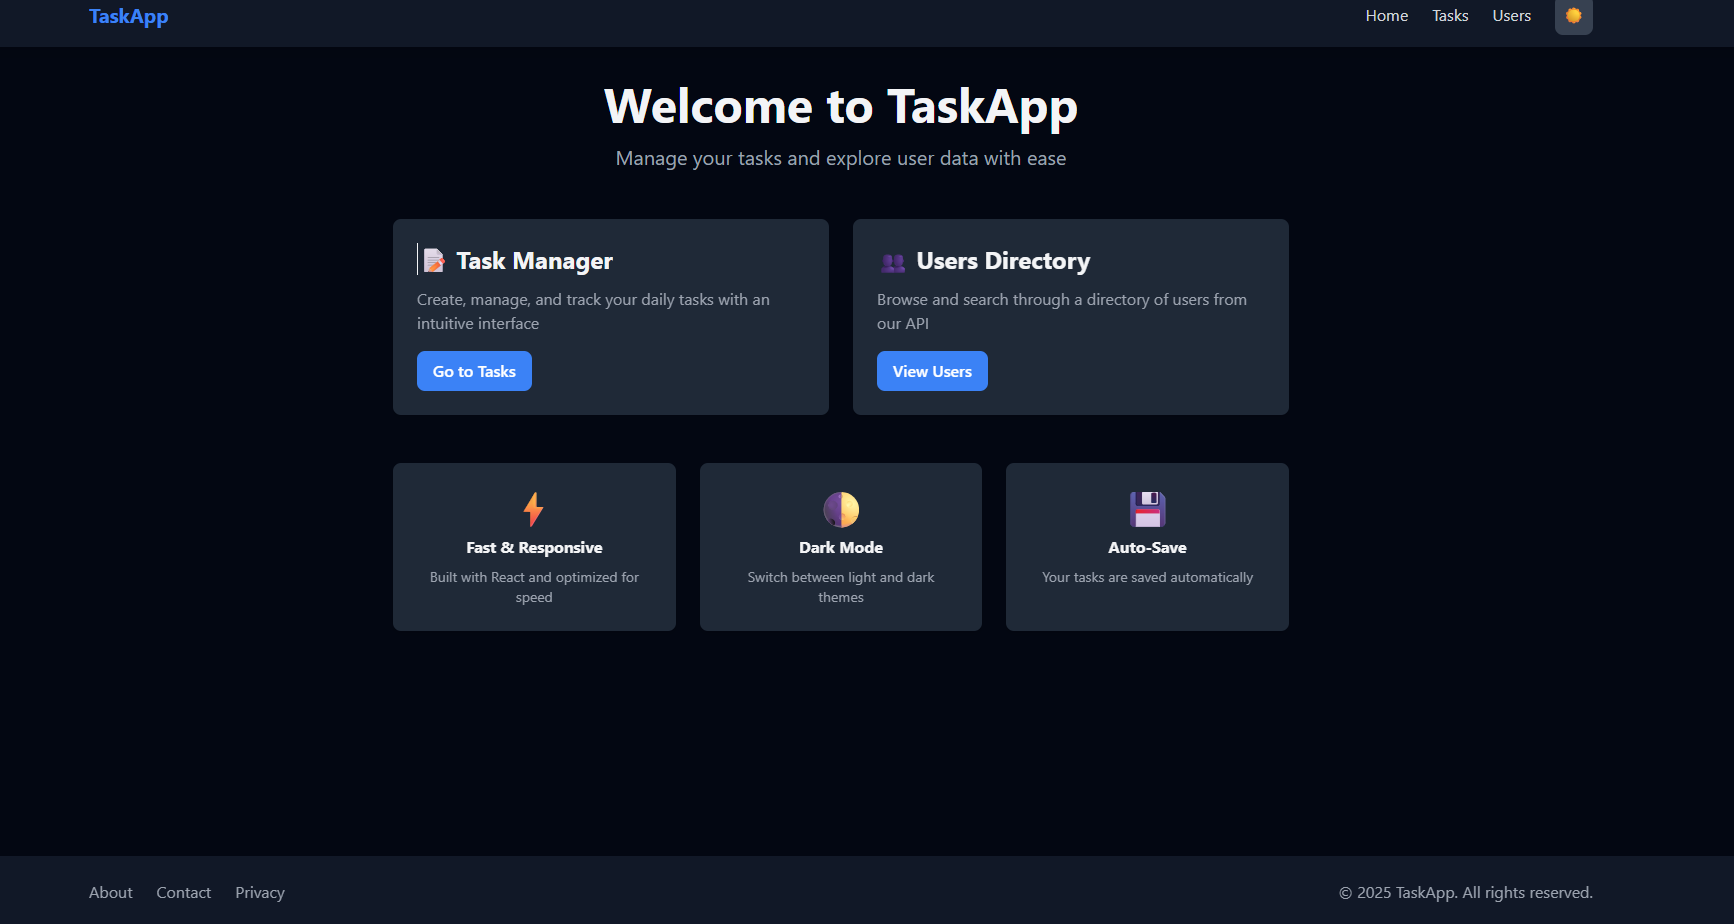 TaskApp
Home Tasks Users
Welcome to TaskApp
Manage your tasks and explore user data with ease
Task Manager
Create, manage, and track your daily tasks with an
intuitive interface
Go to Tasks
Users Directory
Browse and search through a directory of users from
our API
View Users
Fast & Responsive
Built with React and optimized for
speed
Dark Mode
Switch between light and dark
themes
Auto-Save
Your tasks are saved automatically
About Contact Privacy
© 2025 TaskApp. All rights reserved.